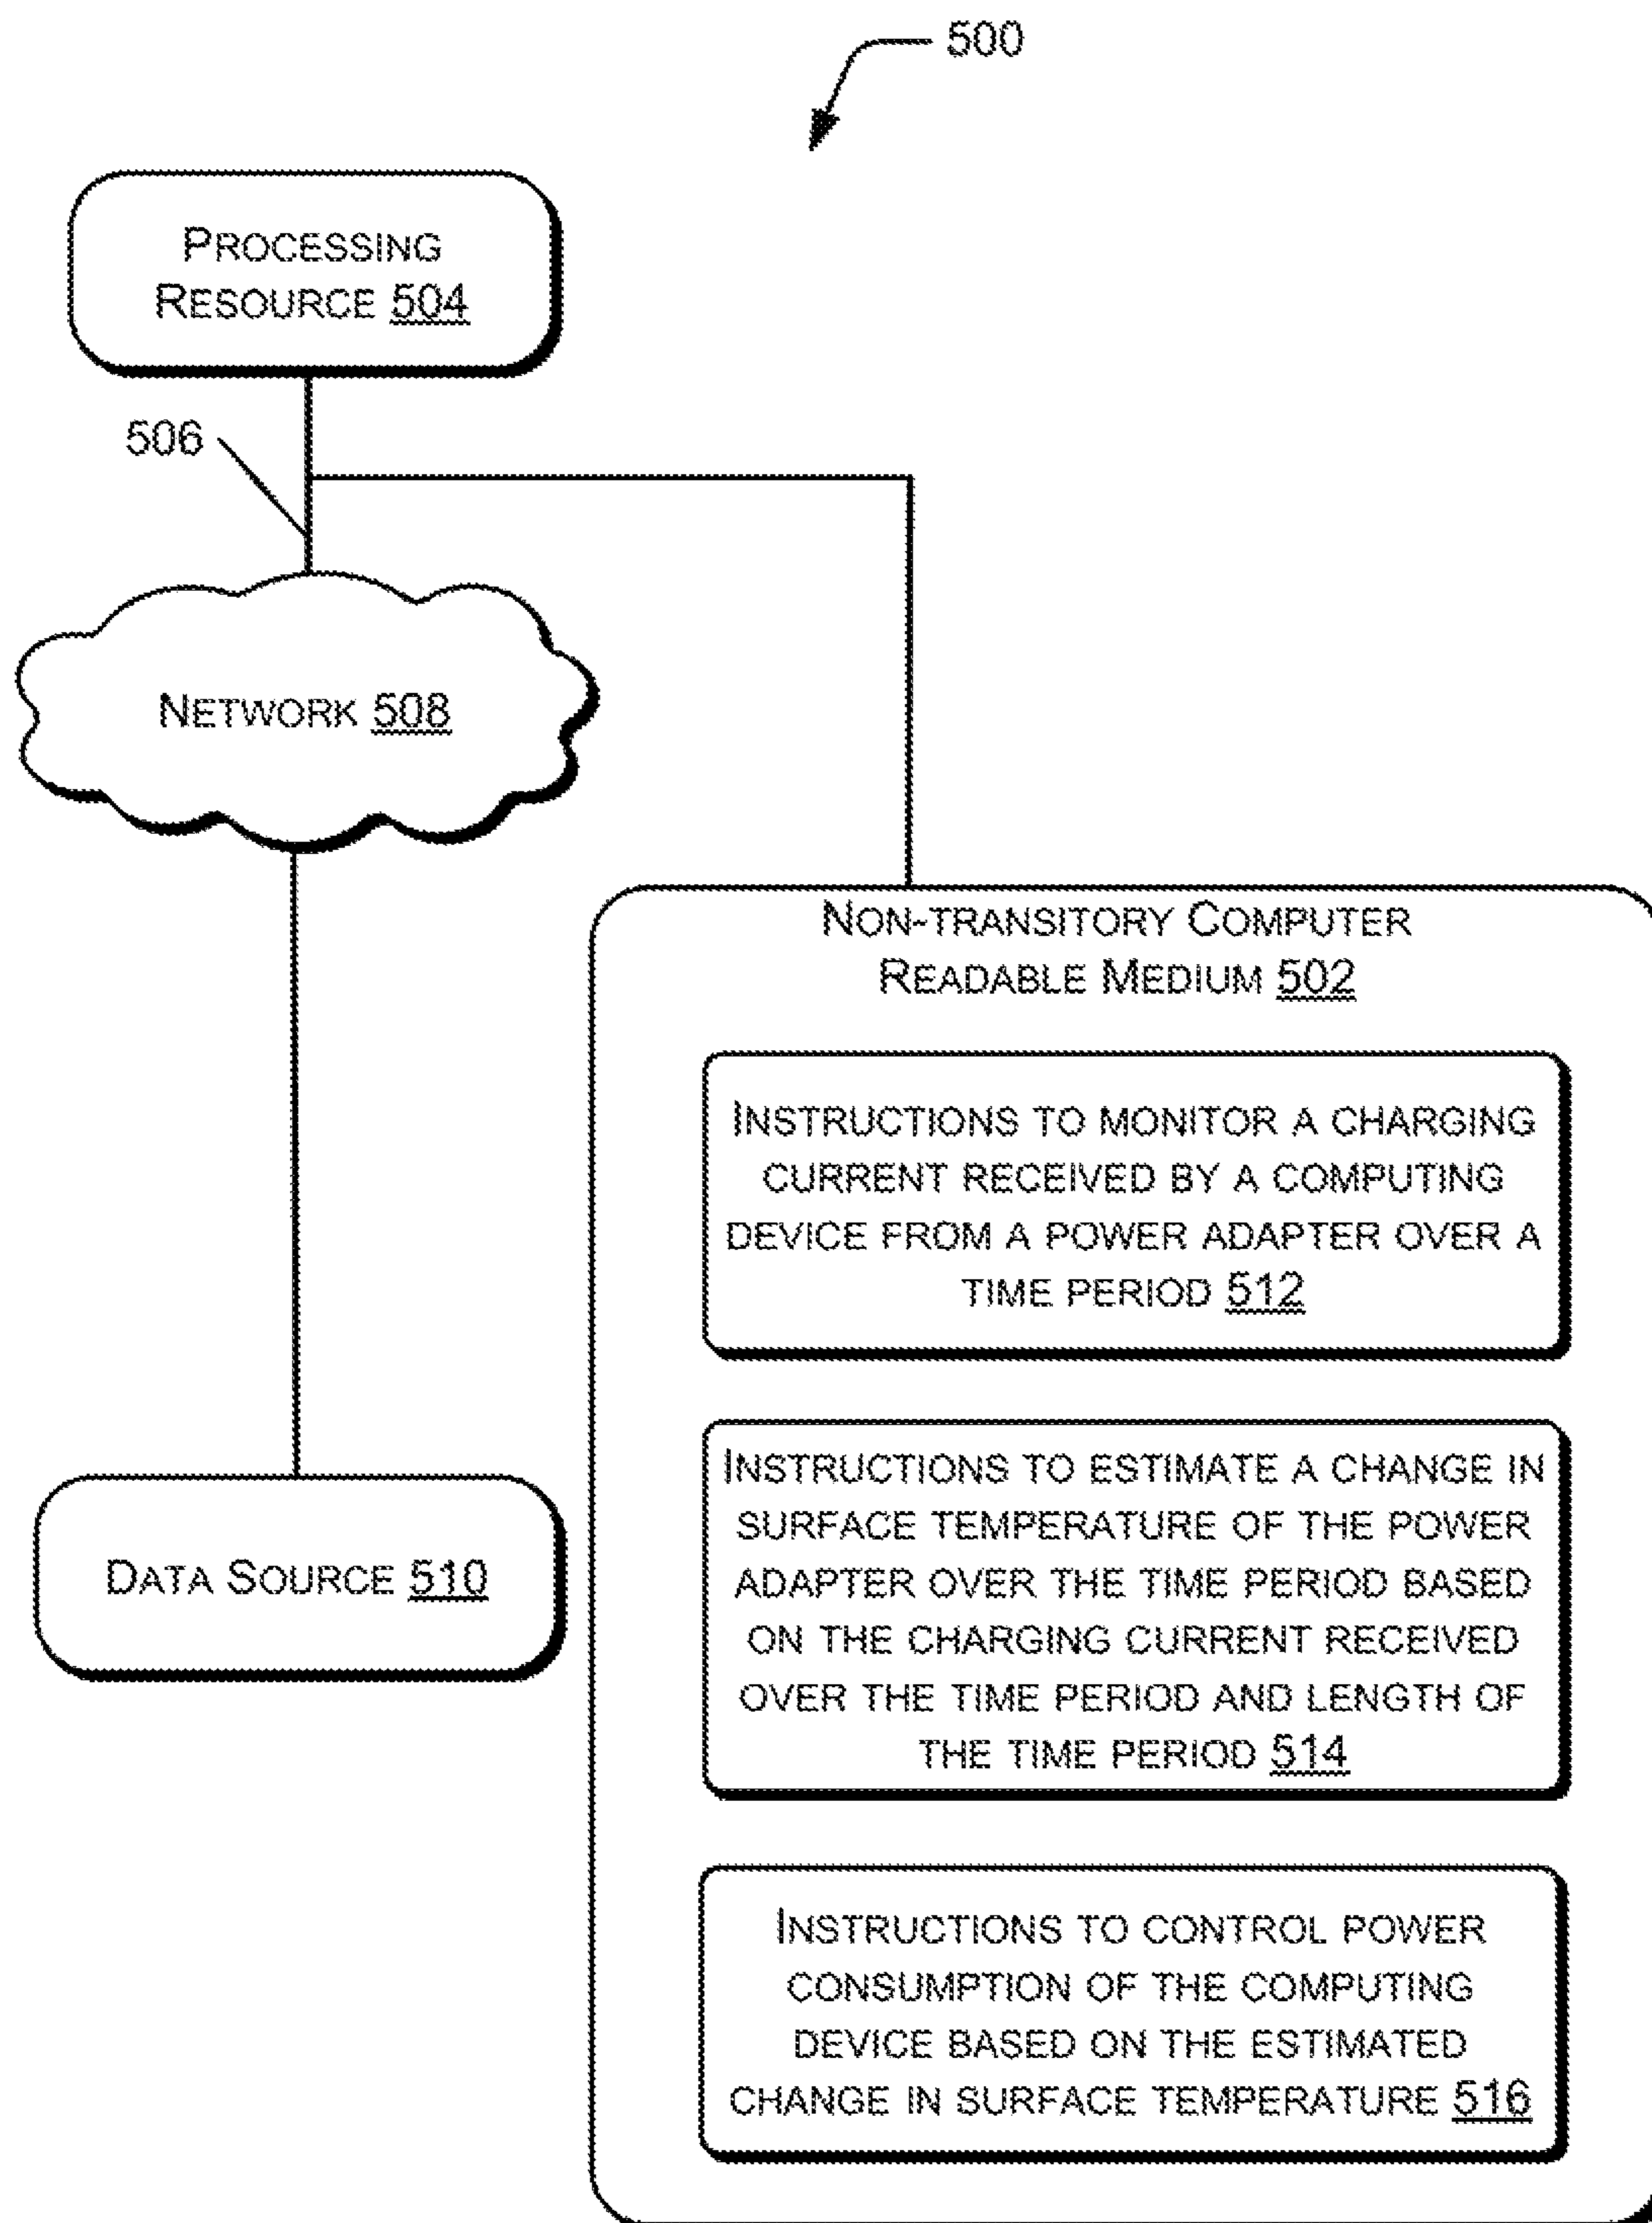 500
PROCESSING
RESOURCE 504
506
NETWORK 508
NON-TRANSITORY COMPUTER
READABLE MEDIUM 502
INSTRUCTIONS TO MONITOR A CHARGING
CURRENT RECEIVED BY A COMPUTING
DEVICE FROM A POWER ADAPTER OVER A
TIME PERIOD 512
INSTRUCTIONS TO ESTIMATE A CHANGE IN
SURFACE TEMPERATURE OF THE POWER
ADAPTER OVER THE TIME PERIOD BASED
ON THE CHARGING CURRENT RECEIVED
OVER THE TIME PERIOD AND LENGTH OF
THE TIME PERIOD 514
DATA SOURCE 510
INSTRUCTIONS TO CONTROL POWER
CONSUMPTION OF THE COMPUTING
DEVICE BASED ON THE ESTIMATED
CHANGE IN SURFACE TEMPERATURE 516